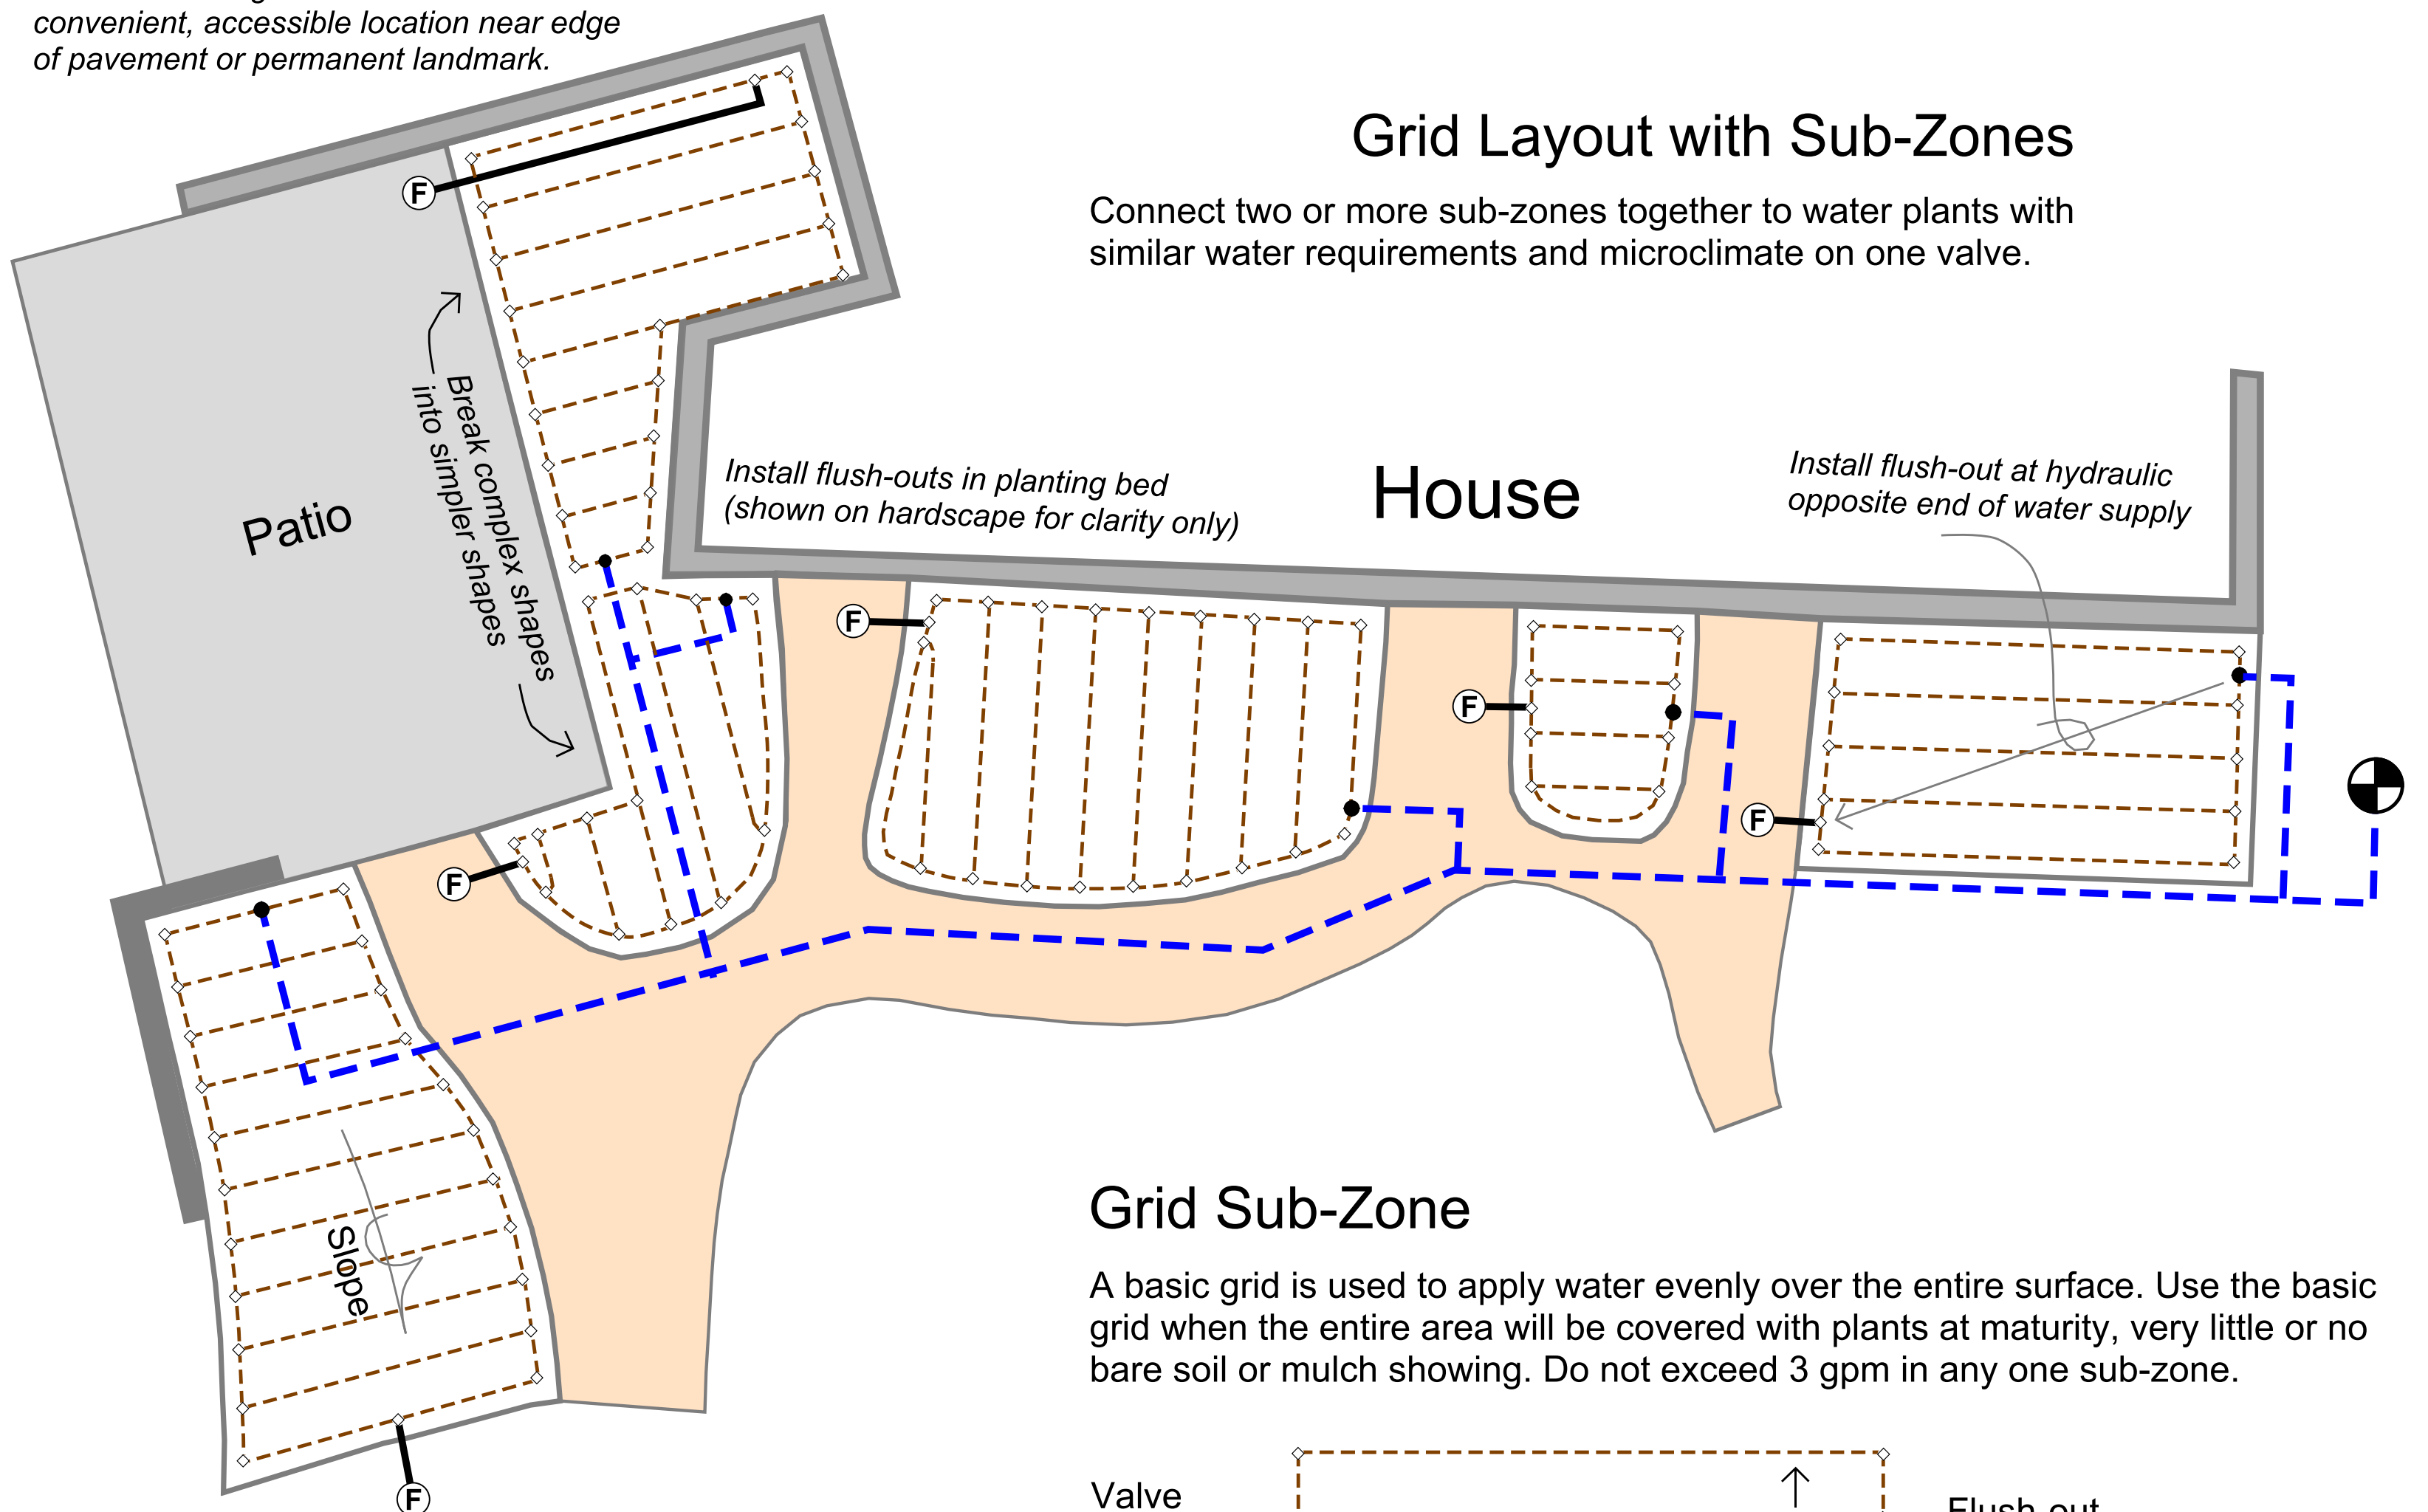 convenient, accessible location near edge
of pavement or permanent landmark.
Grid Layout with Sub-Zones
Connect two or more sub-zones together to water plants with
similar water requirements and microclimate on one valve.
F
Break complex shapes
into simpler shapes
Patio
Install flush-outs in planting bed
(shown on hardscape for clarity only)
House
Install flush-out at hydraulic
opposite end of water supply
F
F
F
F
Slope
F
Grid Sub-Zone
A basic grid is used to apply water evenly over the entire surface. Use the basic
grid when the entire area will be covered with plants at maturity, very little or no
bare soil or mulch showing. Do not exceed 3 gpm in any one sub-zone.
Valve
Flush-out